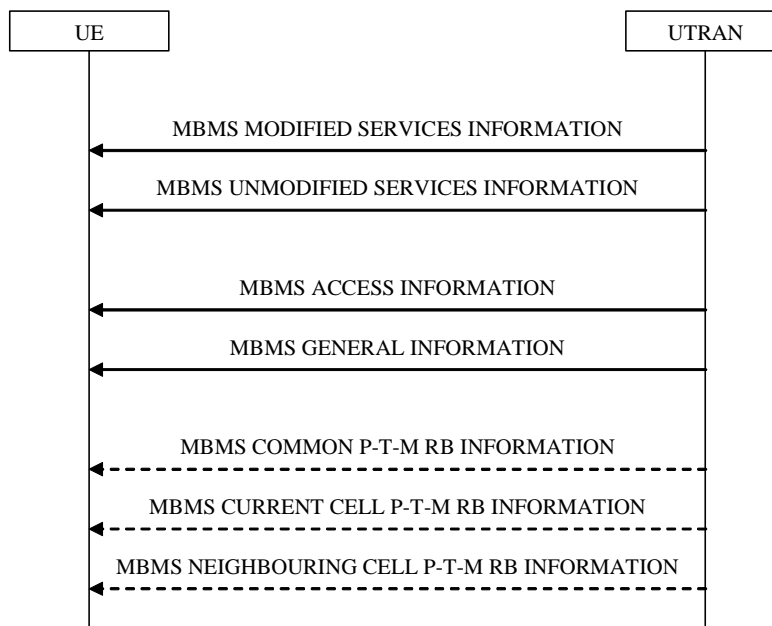 UE
UTRAN
MBMS MODIFIED SERVICES INFORMATION
MBMS UNMODIFIED SERVICES INFORMATION
MBMS ACCESS INFORMATION
MBMS GENERAL INFORMATION
MBMS COMMON P-T-M RB INFORMATION
MBMS CURRENT CELL P-T-M RB INFORMATION
MBMS NEIGHBOURING CELL P-T-M RB INFORMATION